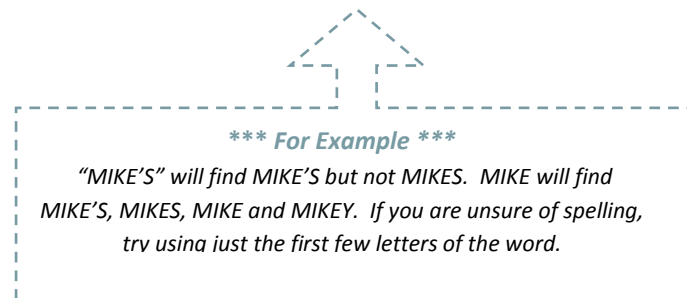 *** For Example ***
“MIKE’S” will find MIKE’S but not MIKES.  MIKE will find
MIKE’S, MIKES, MIKE and MIKEY.  If you are unsure of spelling,
try using just the first few letters of the word.